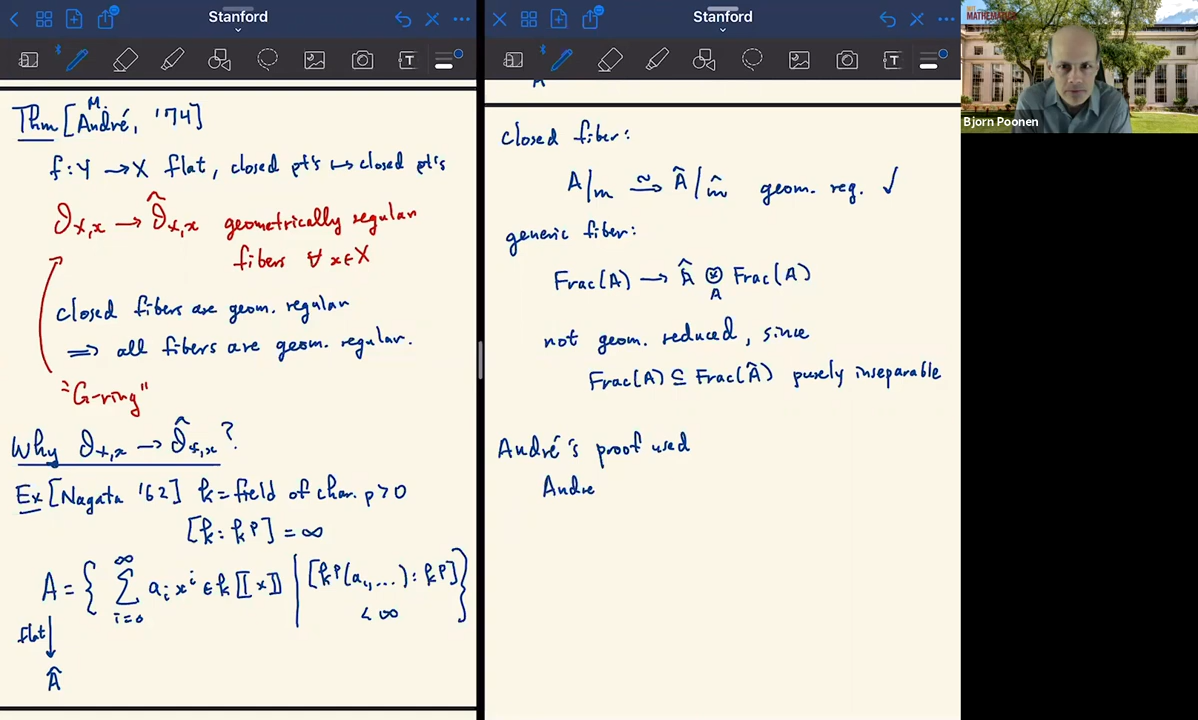 Stanford
Thm [M. André, '74]
f: Y → X flat, closed pt's ↦ closed pt's
𝒪_{X,x} → 𝒪̂_{X,x} geometrically regular
fibers ∀ x∈X
closed fibers are geom. regular
⟹ all fibers are geom. regular.
"G-ring"
Why 𝒪_{X,x} → 𝒪̂_{X,x}?
Ex [Nagata '62] k = field of char. p > 0
[k : k^p] = ∞
A = { ∑_{i=0}^∞ a_i x^i ∈ k[[x]] | [k^p(a_1, ...) : k^p] < ∞ }
flat
Â
Stanford
A
closed fiber:
A/m ⥲ Â/m̂ geom. reg. ✓
generic fiber:
Frac(A) → Â ⊗_A Frac(A)
not geom. reduced, since
Frac(A) ⊆ Frac(Â) purely inseparable
André's proof used
Andre
MATHEMATICS
Bjorn Poonen